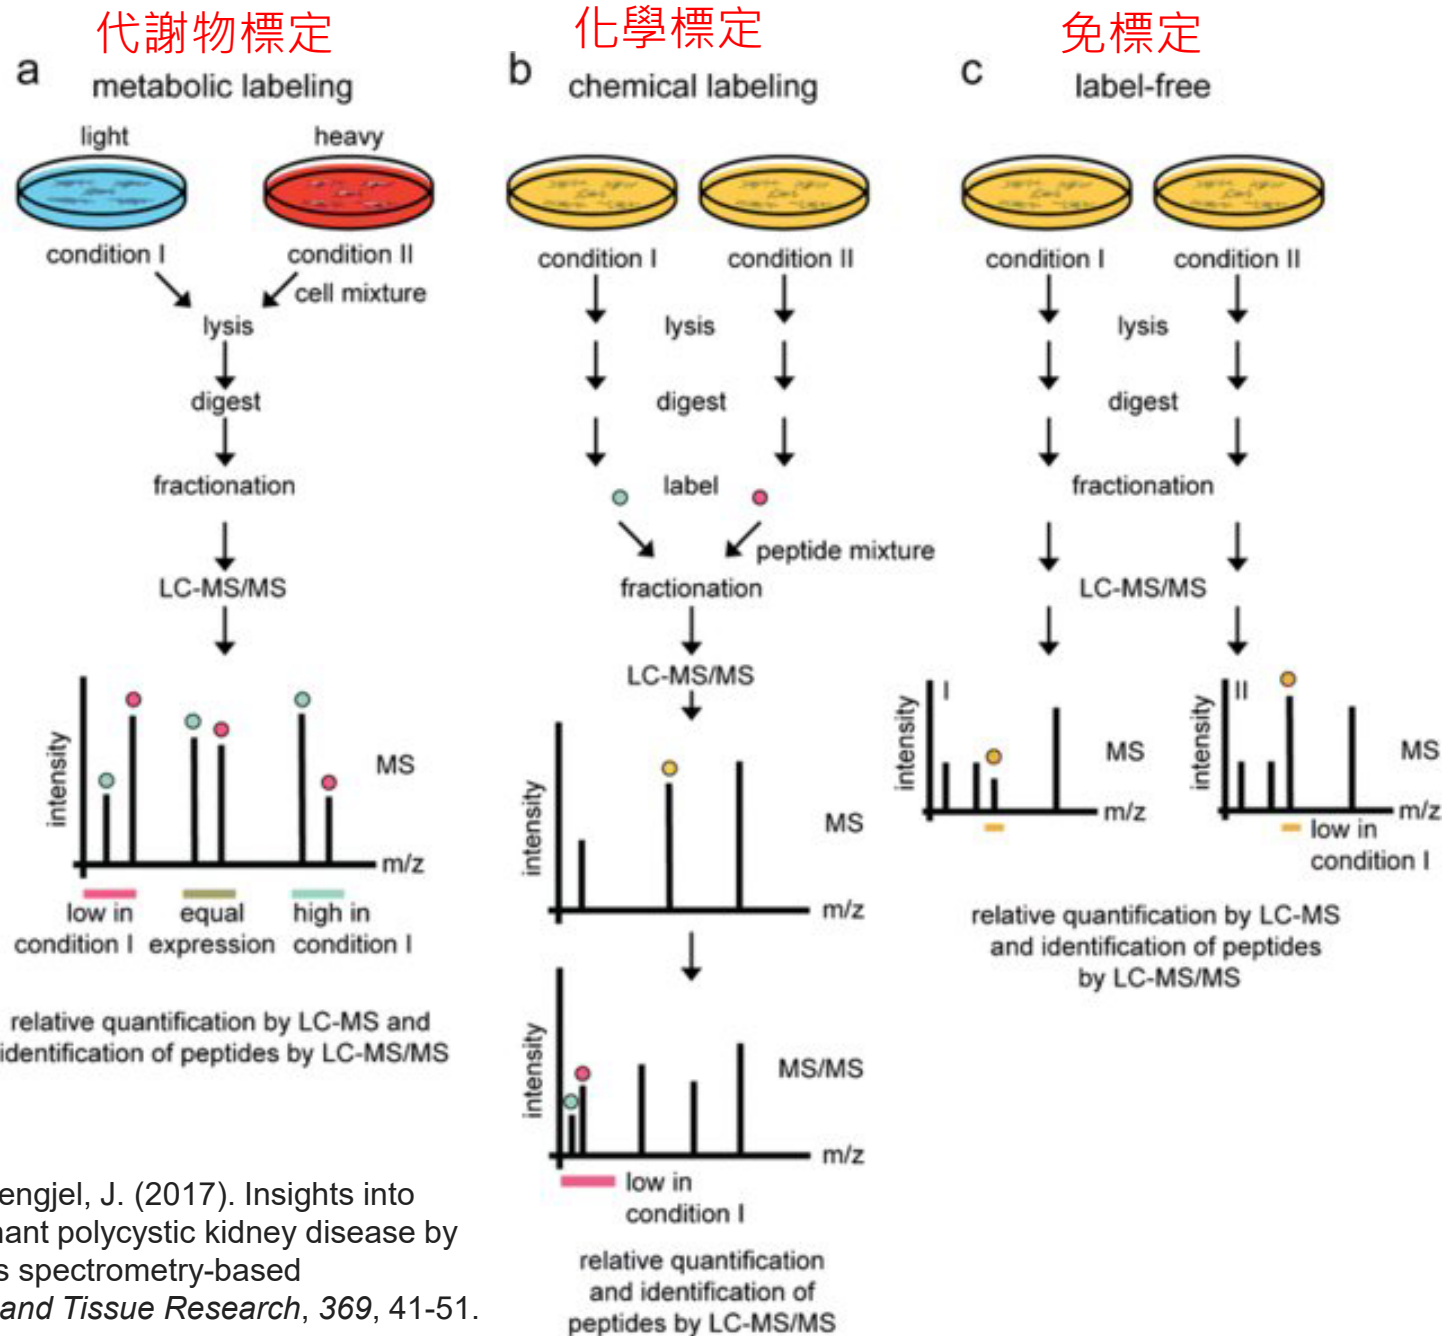 代謝物標定
a
metabolic labeling
light
heavy
condition I
condition II
cell mixture
lysis
digest
fractionation
LC-MS/MS
intensity
MS
m/z
low in
condition I
equal
expression
high in
condition I
relative quantification by LC-MS and
identification of peptides by LC-MS/MS
化學標定
b
chemical labeling
condition I
condition II
lysis
digest
label
peptide mixture
fractionation
LC-MS/MS
intensity
MS
m/z
intensity
MS/MS
m/z
low in
condition I
relative quantification
and identification of
peptides by LC-MS/MS
免標定
c
label-free
condition I
condition II
lysis
digest
fractionation
LC-MS/MS
intensity
I
MS
m/z
intensity
II
MS
m/z
low in
condition I
relative quantification by LC-MS
and identification of peptides
by LC-MS/MS
engjel, J. (2017). Insights into
nant polycystic kidney disease by
s spectrometry-based
and Tissue Research, 369, 41-51.